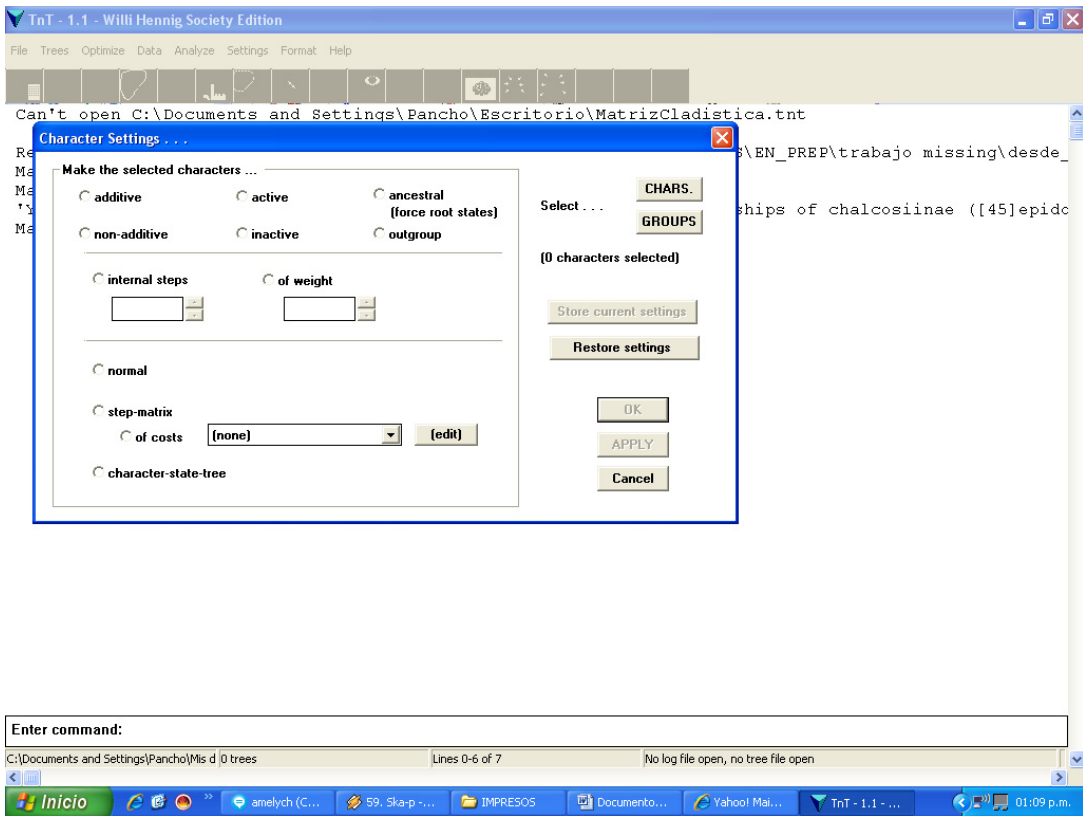 TnT - 1.1 - Willi Hennig Society Edition
File Trees Optimize Data Analyze Settings Format Help
Can't open C:\Documents and Settings\Pancho\Escritorio\MatrizCladistica.tnt
Character Settings . . .
Re \EN_PREP\trabajo missing\desde_
Ma
Ma
ships of chalcosiinae ([45]epido
Ma
Make the selected characters ...
additive active ancestral
(force root states)
non-additive inactive outgroup
internal steps of weight
normal
step-matrix
of costs (none) (edit)
character-state-tree
Select . . . CHARS.
GROUPS
(0 characters selected)
Store current settings
Restore settings
OK
APPLY
Cancel
Enter command:
C:\Documents and Settings\Pancho\Mis d 0 trees Lines 0-6 of 7 No log file open, no tree file open
Inicio amelych (C... 59. Ska-p -... IMPRESOS Documento... Yahoo! Mai... TnT - 1.1 - ... 01:09 p.m.